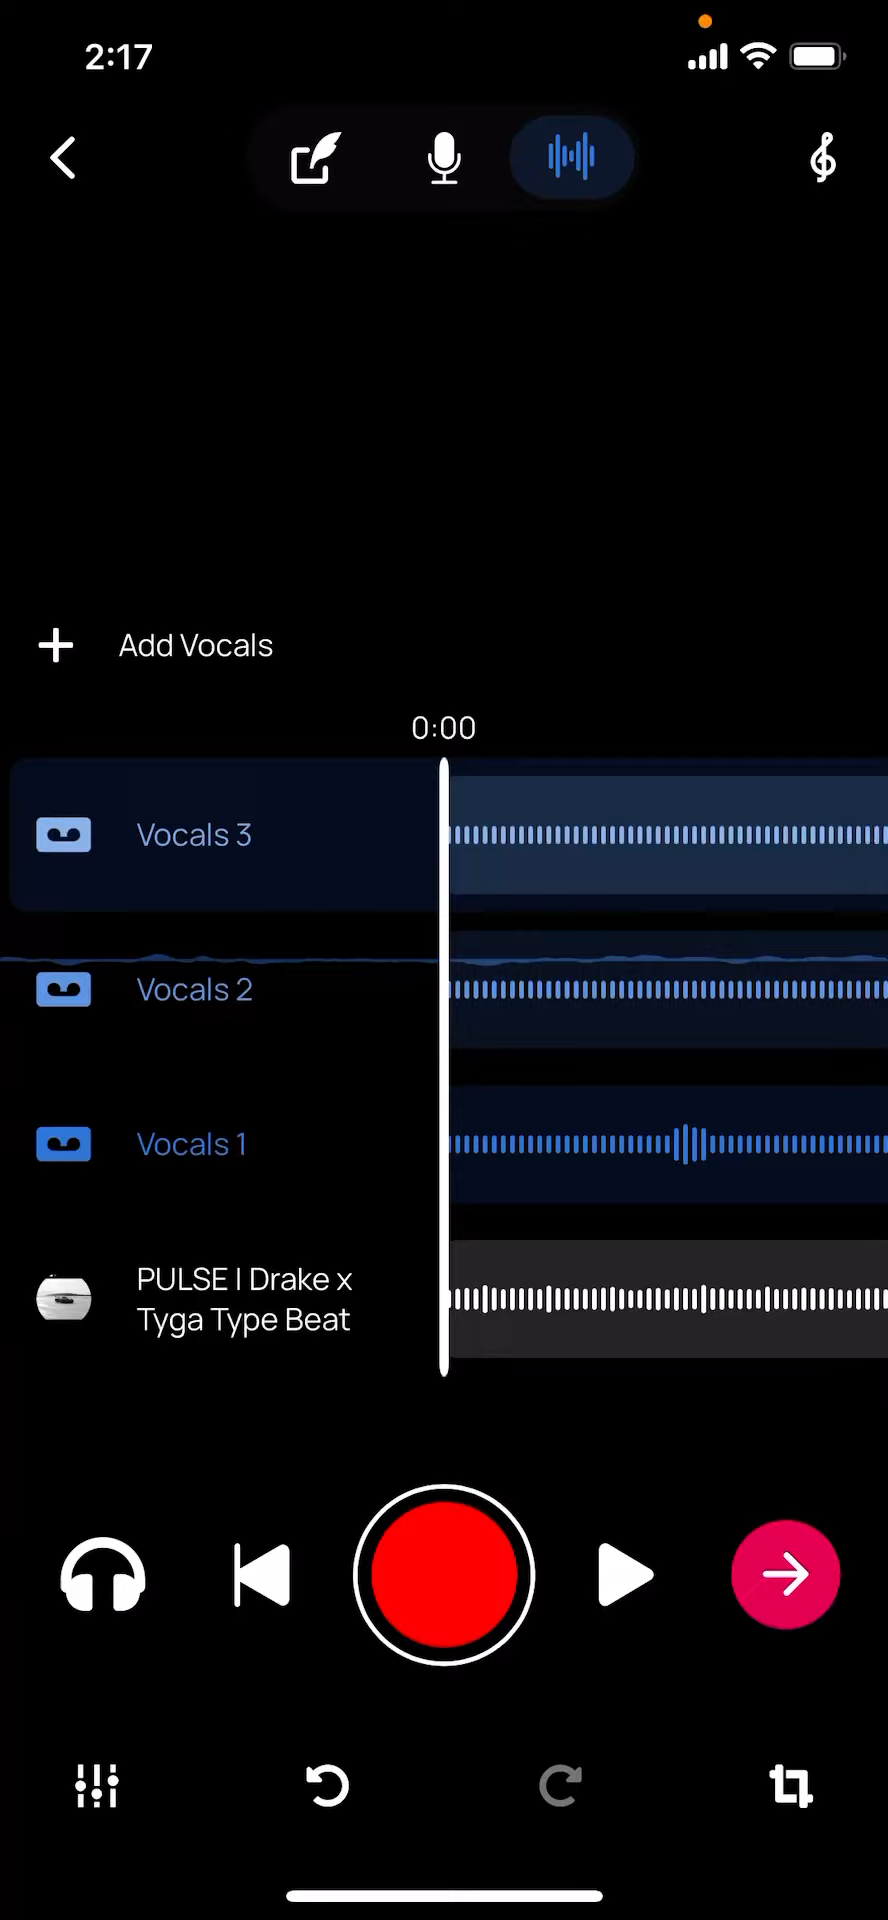 2:17
Add Vocals
0:00
Vocals 3
Vocals 2
Vocals 1
PULSE | Drake x
Tyga Type Beat